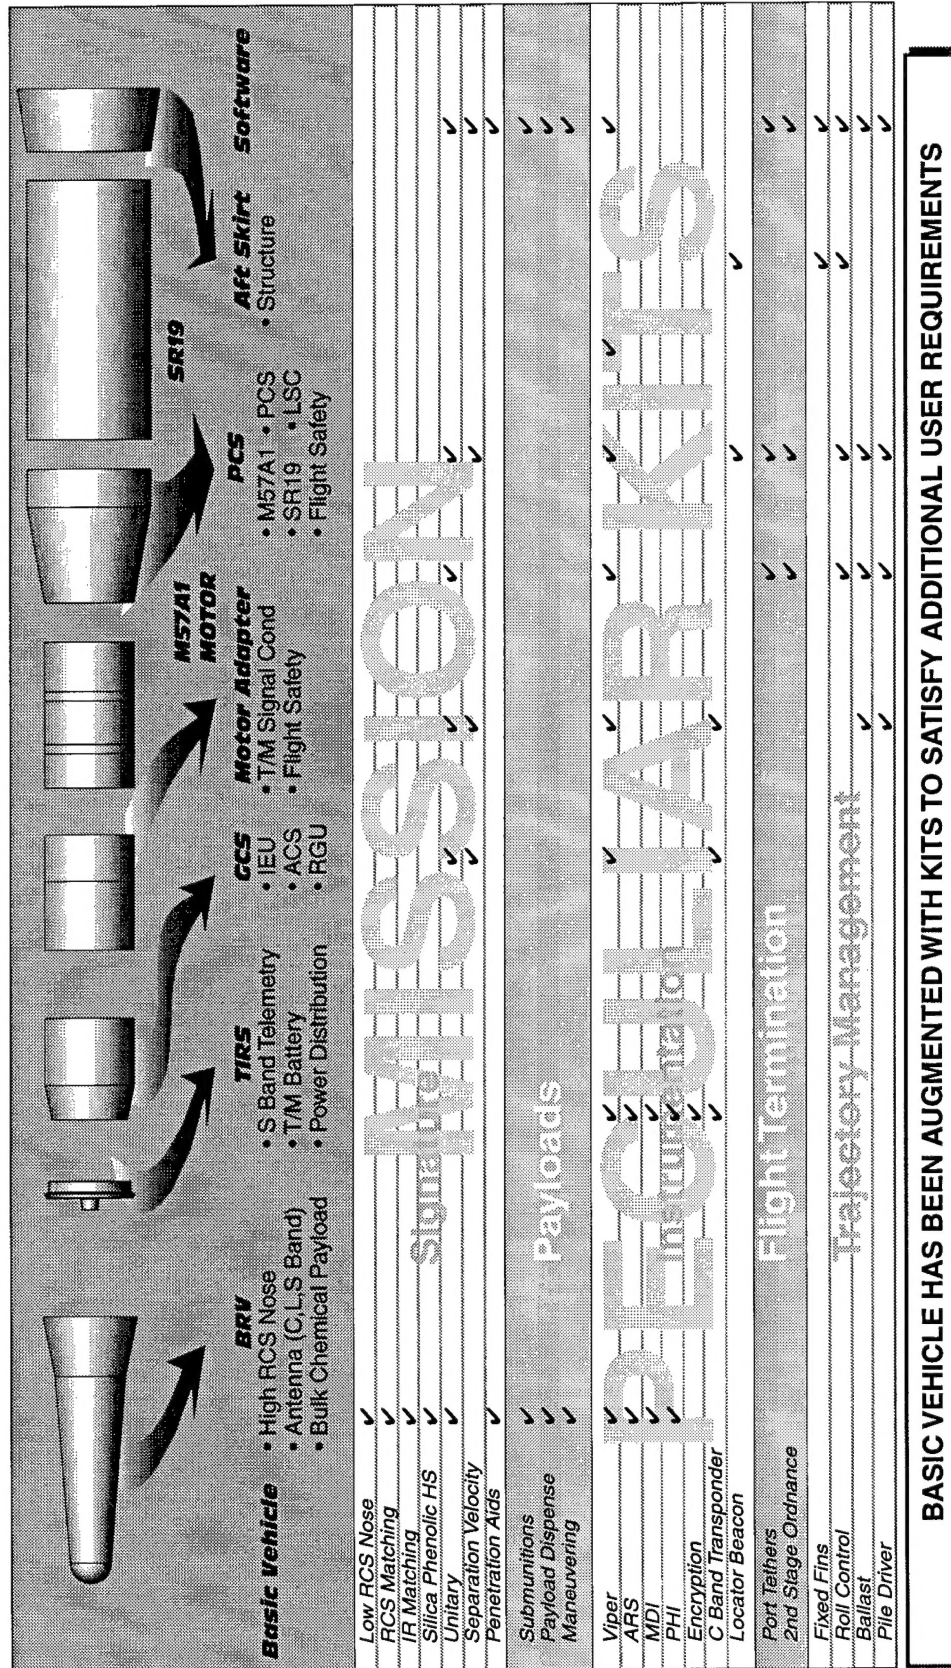 Basic Vehicle
BRV
• High RCS Nose
• Antenna (C,L,S Band)
• Bulk Chemical Payload
TIRS
• S Band Telemetry
• T/M Battery
• Power Distribution
GCS
• IEU
• ACS
• RGU
Motor Adapter
• T/M Signal Cond
• Flight Safety
M57A1
MOTOR
PCS
• M57A1 • PCS
• SR19 • LSC
• Flight Safety
SR19
Aft Skirt
• Structure
Software
MISSION
PECULIAR KITS
Signature
Low RCS Nose
RCS Matching
IR Matching
Silica Phenolic HS
Unitary
Separation Velocity
Penetration Aids
Payloads
Submunitions
Payload Dispense
Maneuvering
Instrumentation
Viper
ARS
MDI
PHI
Encryption
C Band Transponder
Locator Beacon
Flight Termination
Port Tethers
2nd Stage Ordnance
Trajectory Management
Fixed Fins
Roll Control
Ballast
Pile Driver
BASIC VEHICLE HAS BEEN AUGMENTED WITH KITS TO SATISFY ADDITIONAL USER REQUIREMENTS